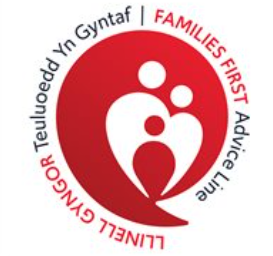 LLINELL GYNGOR Teuluoedd Yn Gyntaf | FAMILIES FIRST Advice Line